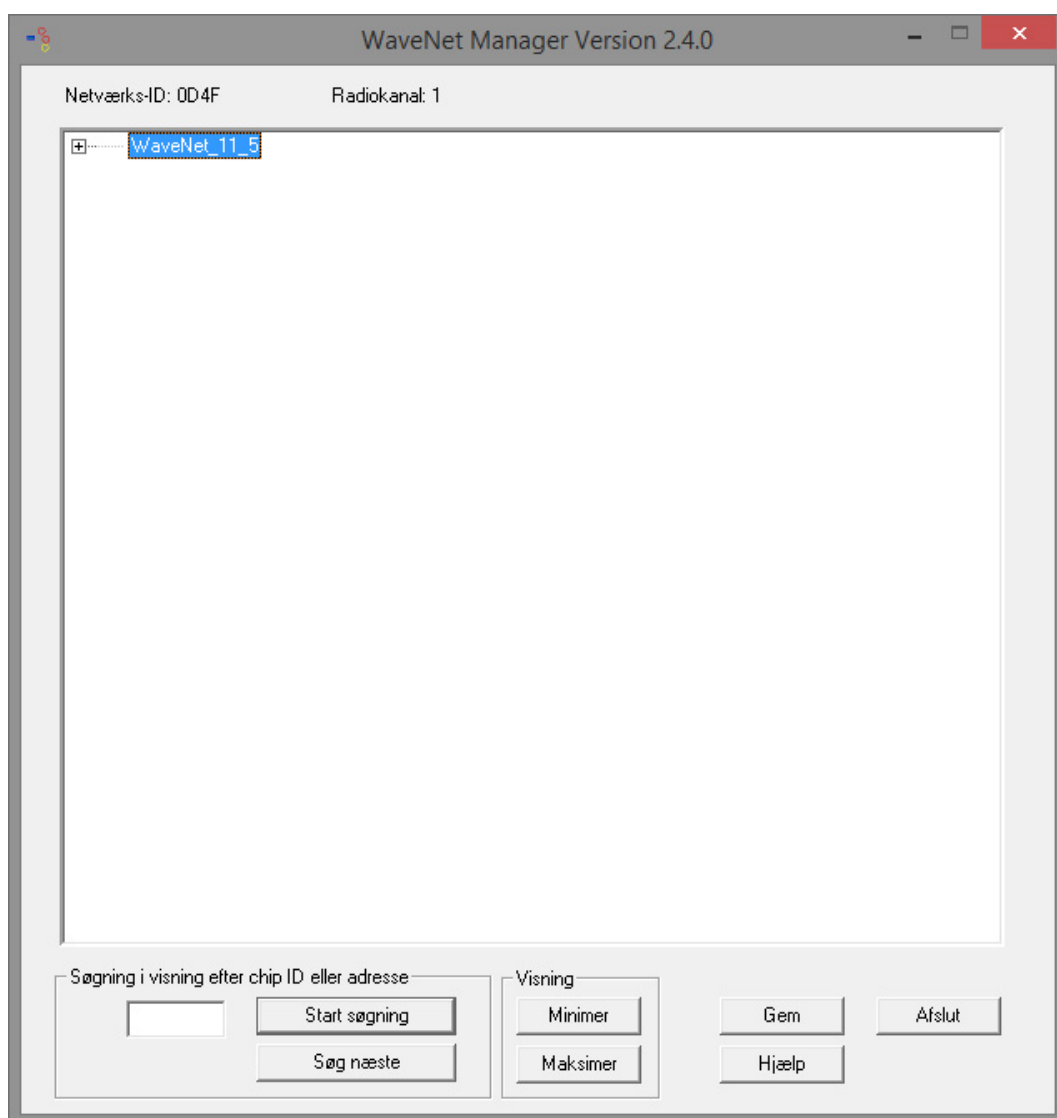 WaveNet Manager Version 2.4.0
Netværks-ID: 0D4F
Radiokanal: 1
WaveNet_11_5
Søgning i visning efter chip ID eller adresse
Start søgning
Søg næste
Visning
Minimer
Maksimer
Gem
Hjælp
Afslut